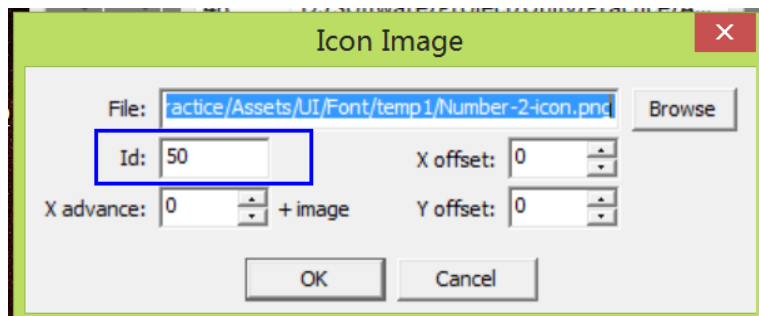 Icon Image
File: ractice/Assets/UI/Font/temp1/Number-2-icon.png Browse
Id: 50 X offset: 0
X advance: 0 + image Y offset: 0
OK Cancel